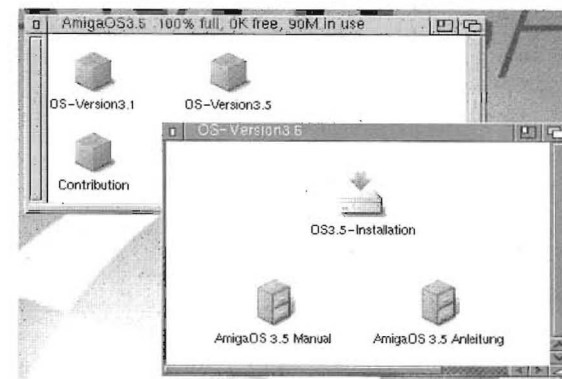 AmigaOS3.5 100% full, 0K free, 90M in use
OS-Version3.1
OS-Version3.5
Contribution
OS-Version3.5
OS3.5-Installation
AmigaOS 3.5 Manual
AmigaOS 3.5 Anleitung